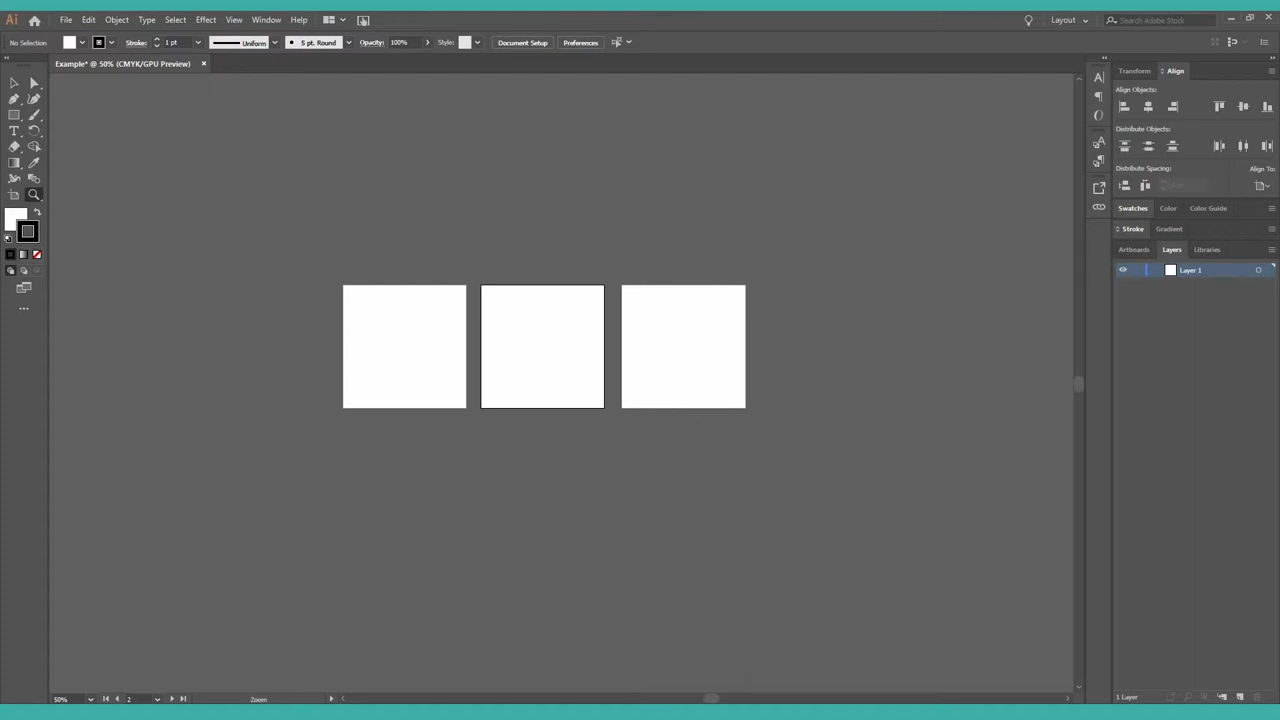 Ai File Edit Object Type Select Effect View Window Help Layout Search Adobe Stock
No Selection Stroke: 1 pt Uniform 5 pt. Round Opacity: 100% Style: Document Setup Preferences
Example* @ 50% (CMYK/GPU Preview) ×
Transform Align
Align Objects:
Distribute Objects:
Distribute Spacing: Align To:
Swatches Color Color Guide
Stroke Gradient
Artboards Layers Libraries
Layer 1
50% 2 Zoom 1 Layer